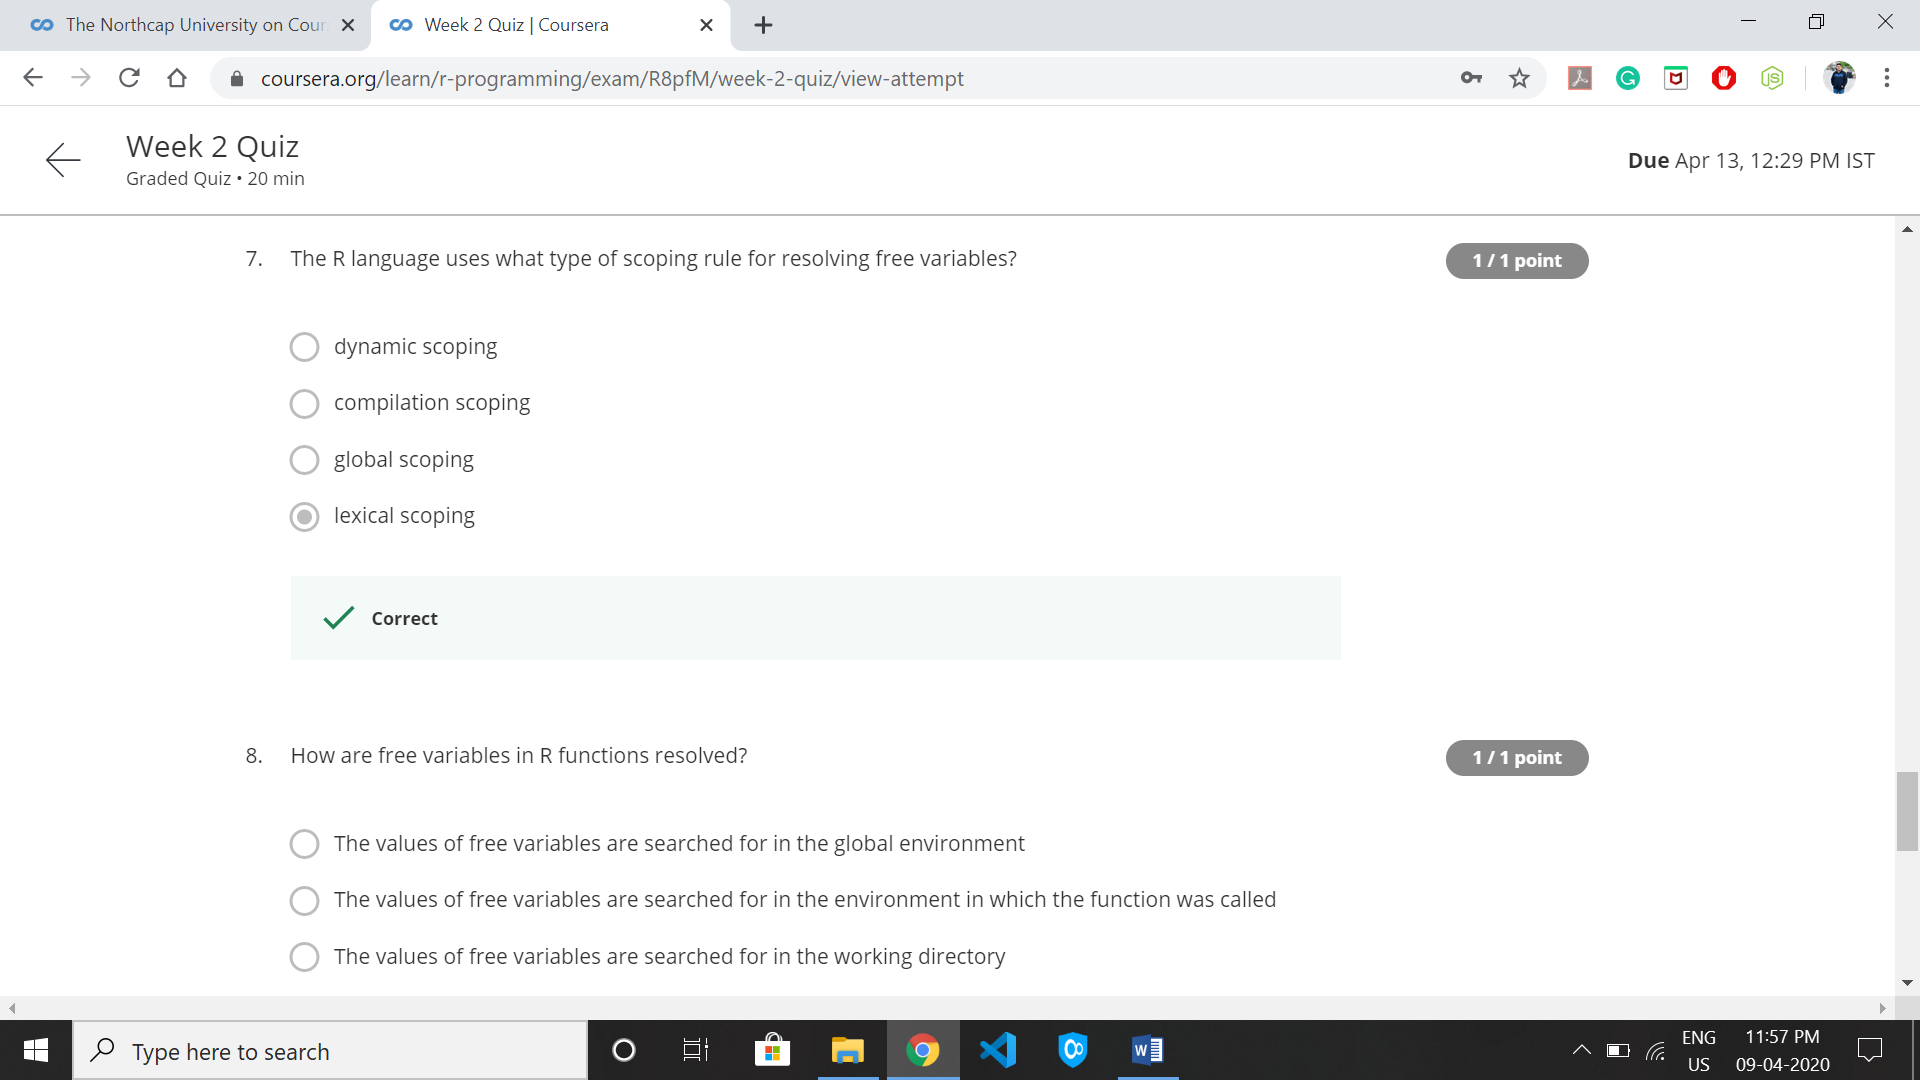 The Northcap University on Cour
Week 2 Quiz | Coursera
coursera.org/learn/r-programming/exam/R8pfM/week-2-quiz/view-attempt
Week 2 Quiz
Graded Quiz • 20 min
Due Apr 13, 12:29 PM IST
7. The R language uses what type of scoping rule for resolving free variables?
1 / 1 point
dynamic scoping
compilation scoping
global scoping
lexical scoping
Correct
8. How are free variables in R functions resolved?
1 / 1 point
The values of free variables are searched for in the global environment
The values of free variables are searched for in the environment in which the function was called
The values of free variables are searched for in the working directory
Type here to search
ENG
US
11:57 PM
09-04-2020